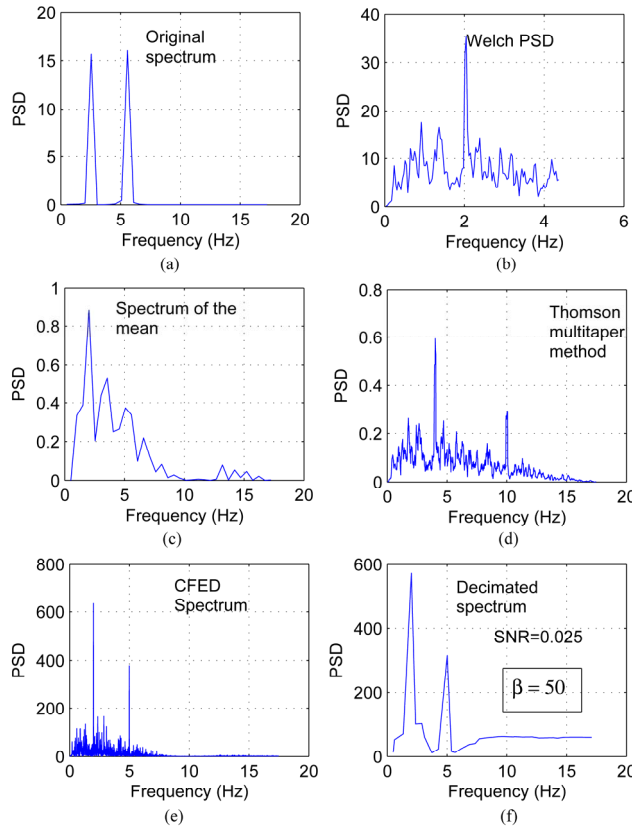 20
15
10
5
0
0 5 10 15 20
PSD
Original
spectrum
Frequency (Hz)
(a)
40
30
20
10
0
0 2 4 6
PSD
Welch PSD
Frequency (Hz)
(b)
1
0.8
0.6
0.4
0.2
0
0 5 10 15 20
PSD
Spectrum of the
mean
Frequency (Hz)
(c)
0.8
0.6
0.4
0.2
0
0 5 10 15 20
PSD
Thomson
multitaper
method
Frequency (Hz)
(d)
800
600
400
200
0
0 5 10 15 20
PSD
CFED
Spectrum
Frequency (Hz)
(e)
600
400
200
0
0 5 10 15 20
PSD
Decimated
spectrum
SNR=0.025
β = 50
Frequency (Hz)
(f)